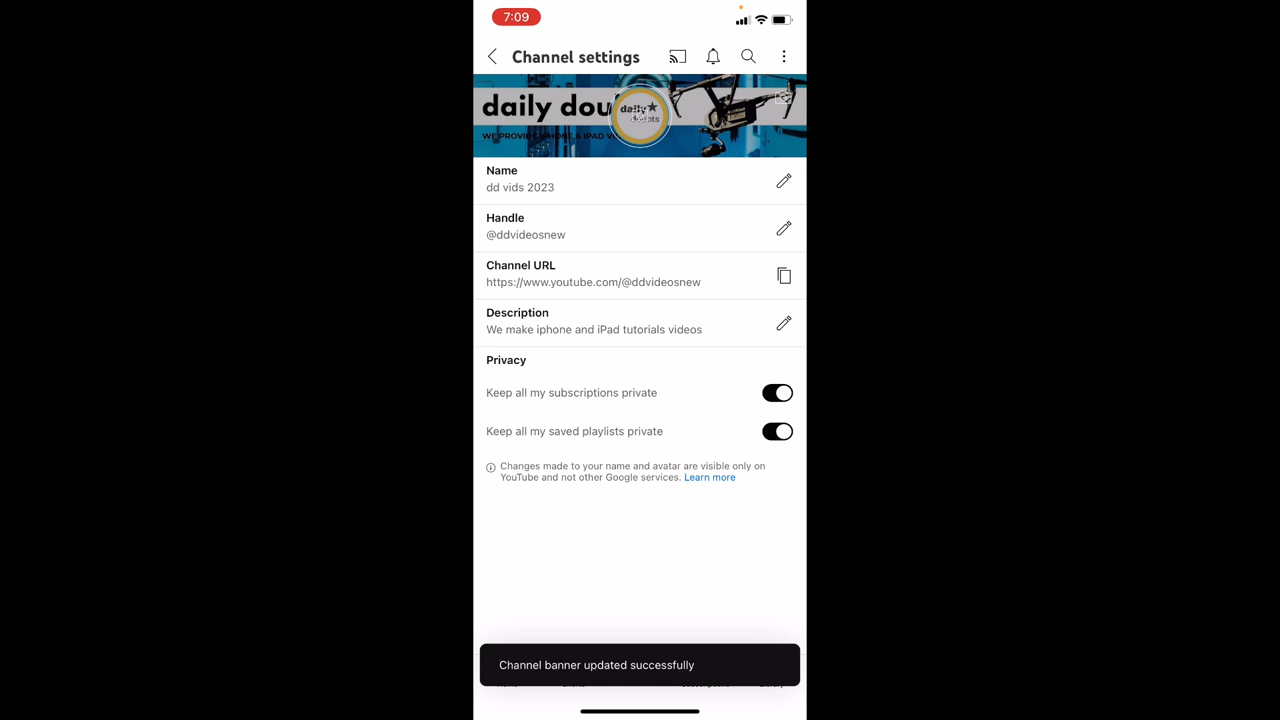 7:09
Channel settings
daily dou
daily
WE PROVIDE IPHONE & IPAD VI
Name
dd vids 2023
Handle
@ddvideosnew
Channel URL
https://www.youtube.com/@ddvideosnew
Description
We make iphone and iPad tutorials videos
Privacy
Keep all my subscriptions private
Keep all my saved playlists private
Changes made to your name and avatar are visible only on
YouTube and not other Google services. Learn more
Channel banner updated successfully